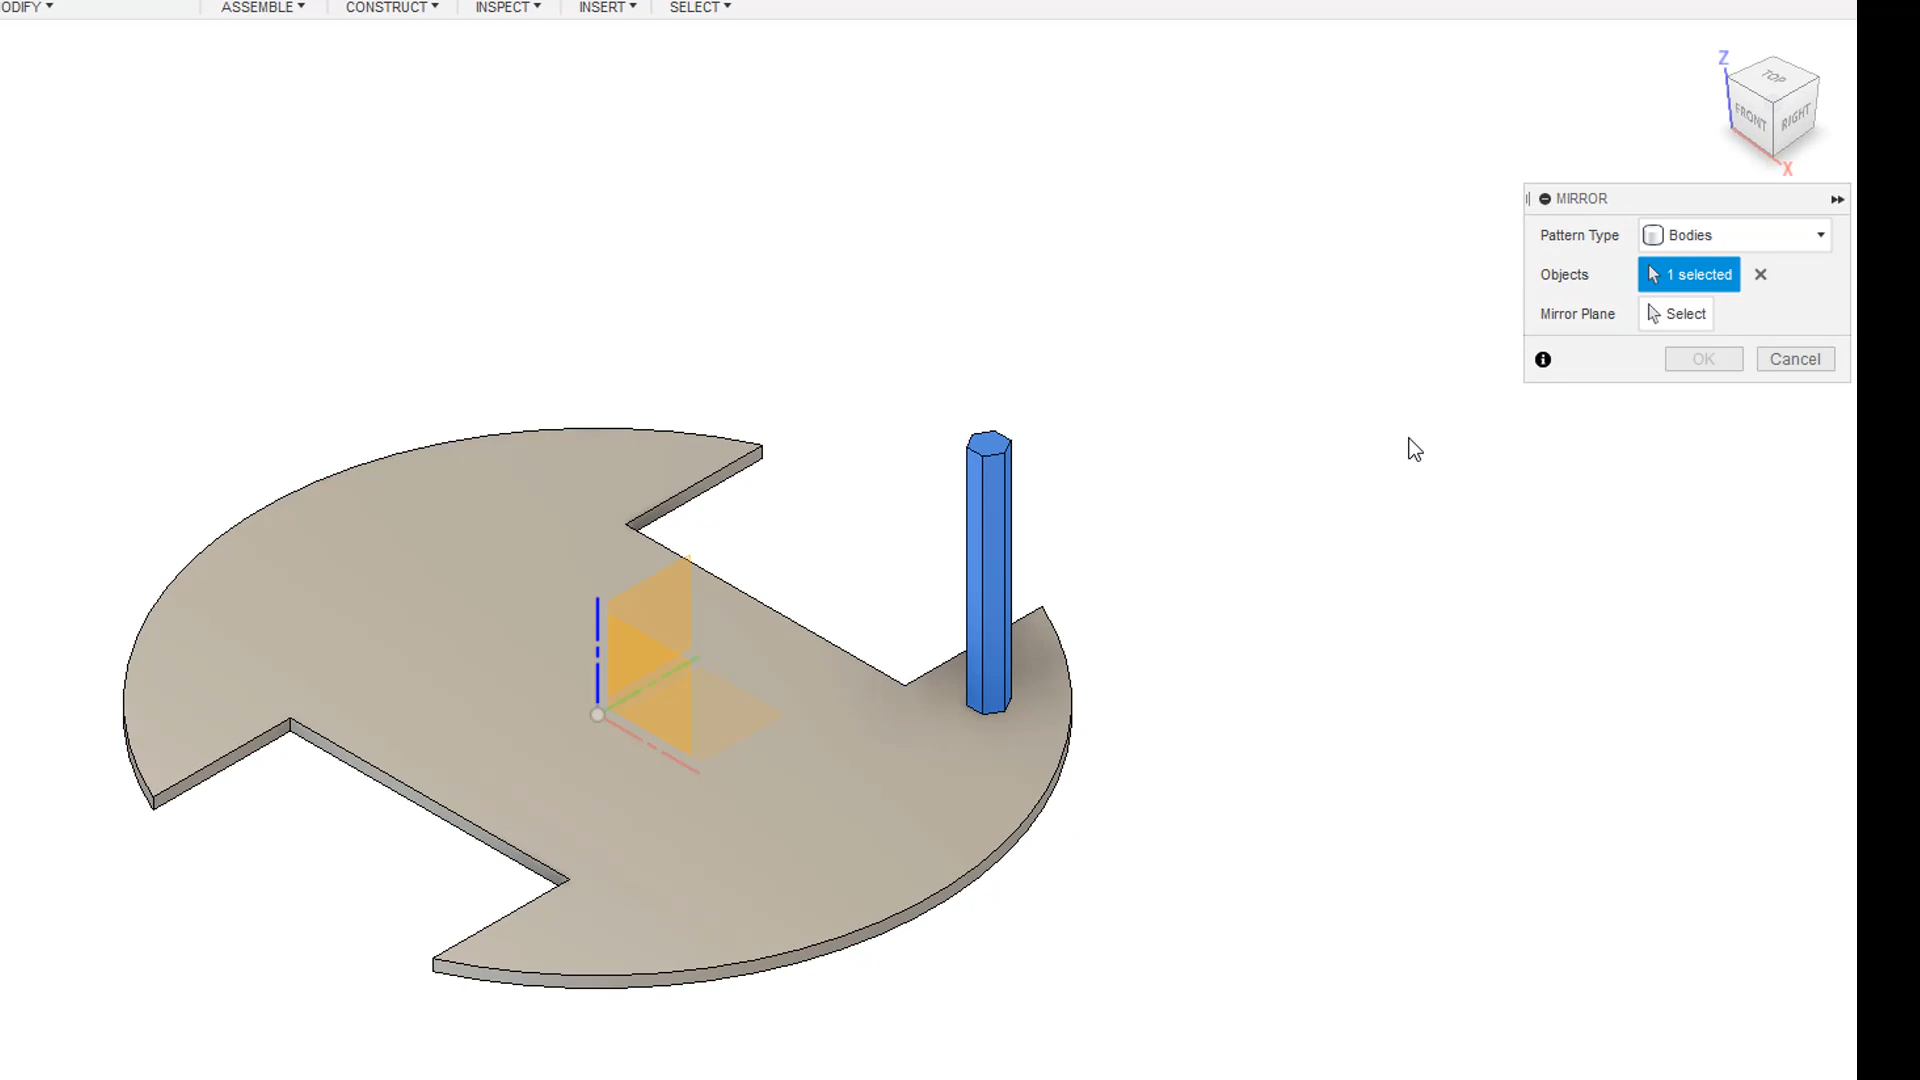 ODIFY ASSEMBLE CONSTRUCT INSPECT INSERT SELECT
Z
TOP
FRONT RIGHT
X
MIRROR
Pattern Type Bodies
Objects 1 selected
Mirror Plane Select
OK Cancel